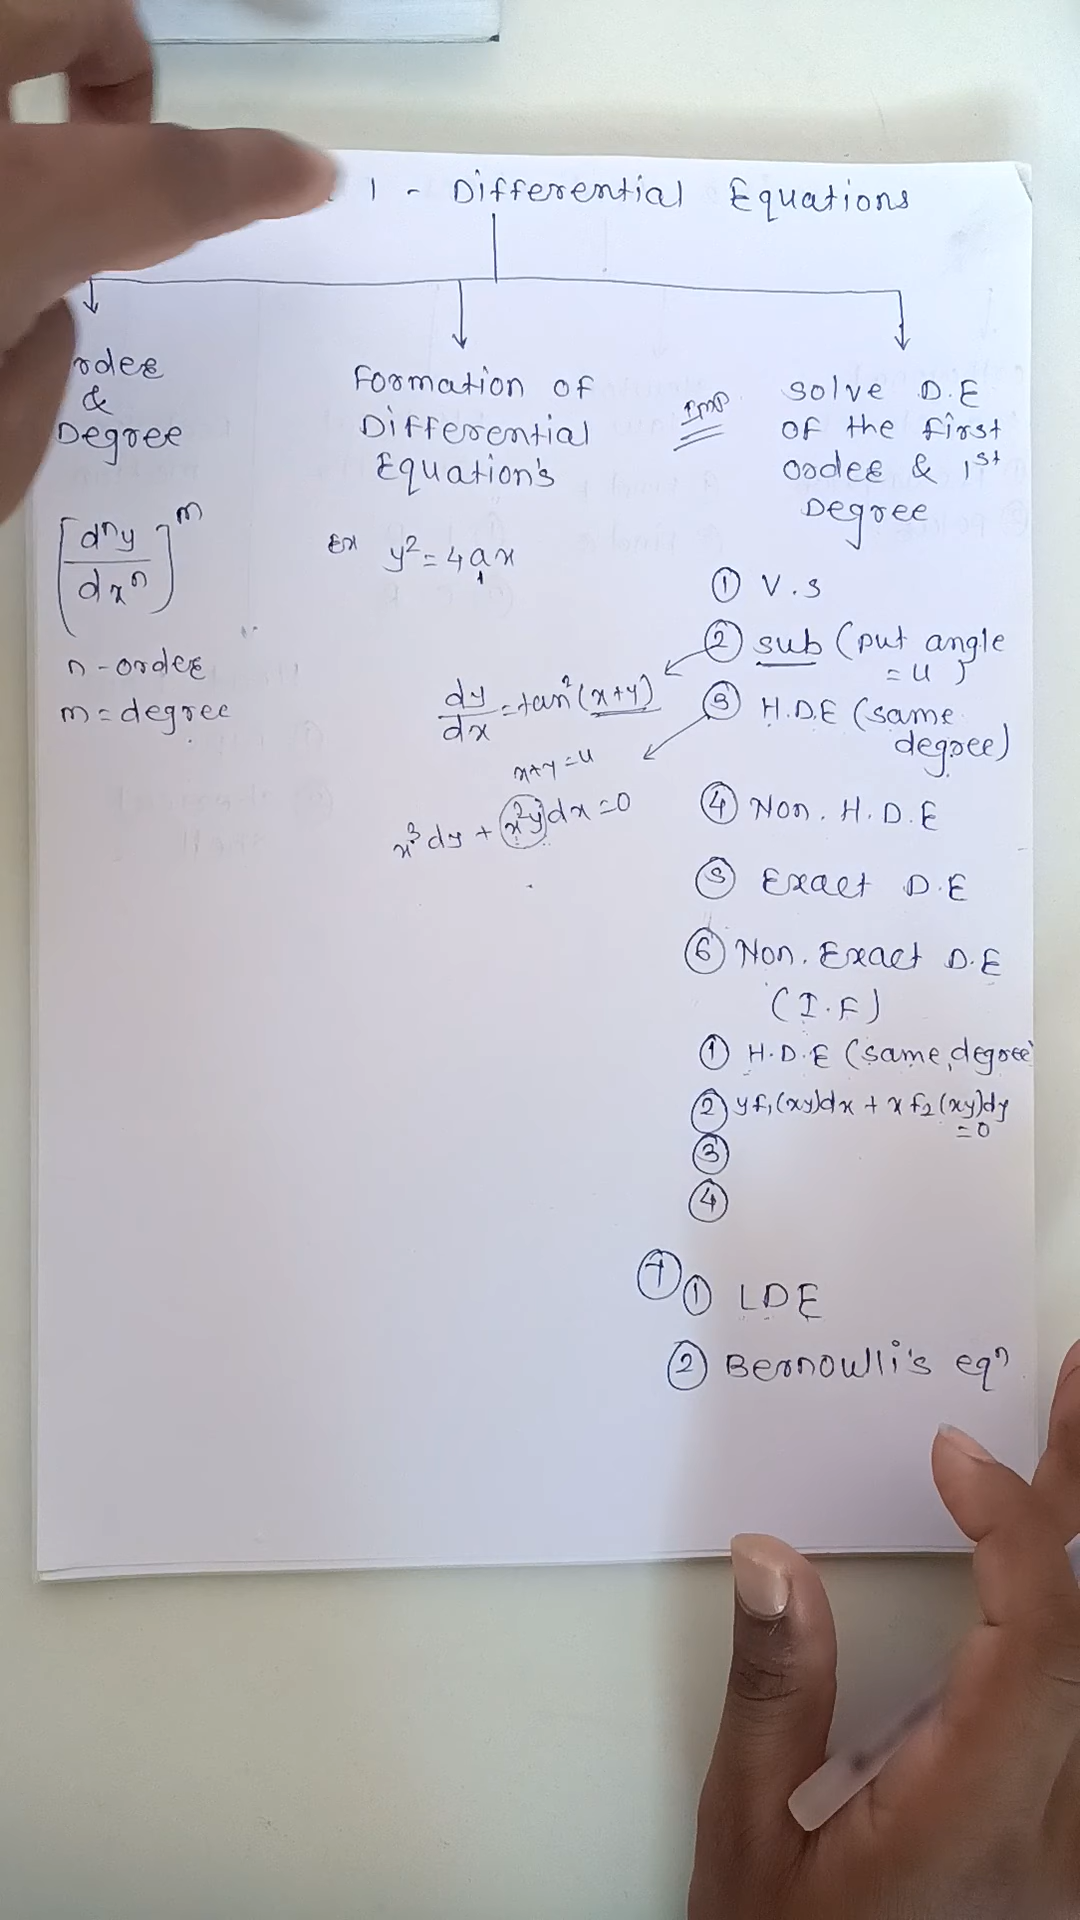 1 - Differential Equations
rder
&
Degree
[dⁿy/dxⁿ]ᵐ
n - order
m = degree
Formation of
Differential
Equation's
Ex y² = 4ax
dy/dx = tan²(x+y)
x+y = u
x³dy + (x²y)dx = 0
IMP
Solve D.E
of the first
order & 1st
Degree
① V.S
② sub (put angle
= u)
③ H.D.E (same
degree)
④ Non. H.D.E
⑤ Exact D.E
⑥ Non. Exact D.E
(I.F)
① H.D.E (same degree
② yf₁(xy)dx + xf₂(xy)dy
= 0
③
④
⑦ ① LDE
② Bernoulli's eqⁿ